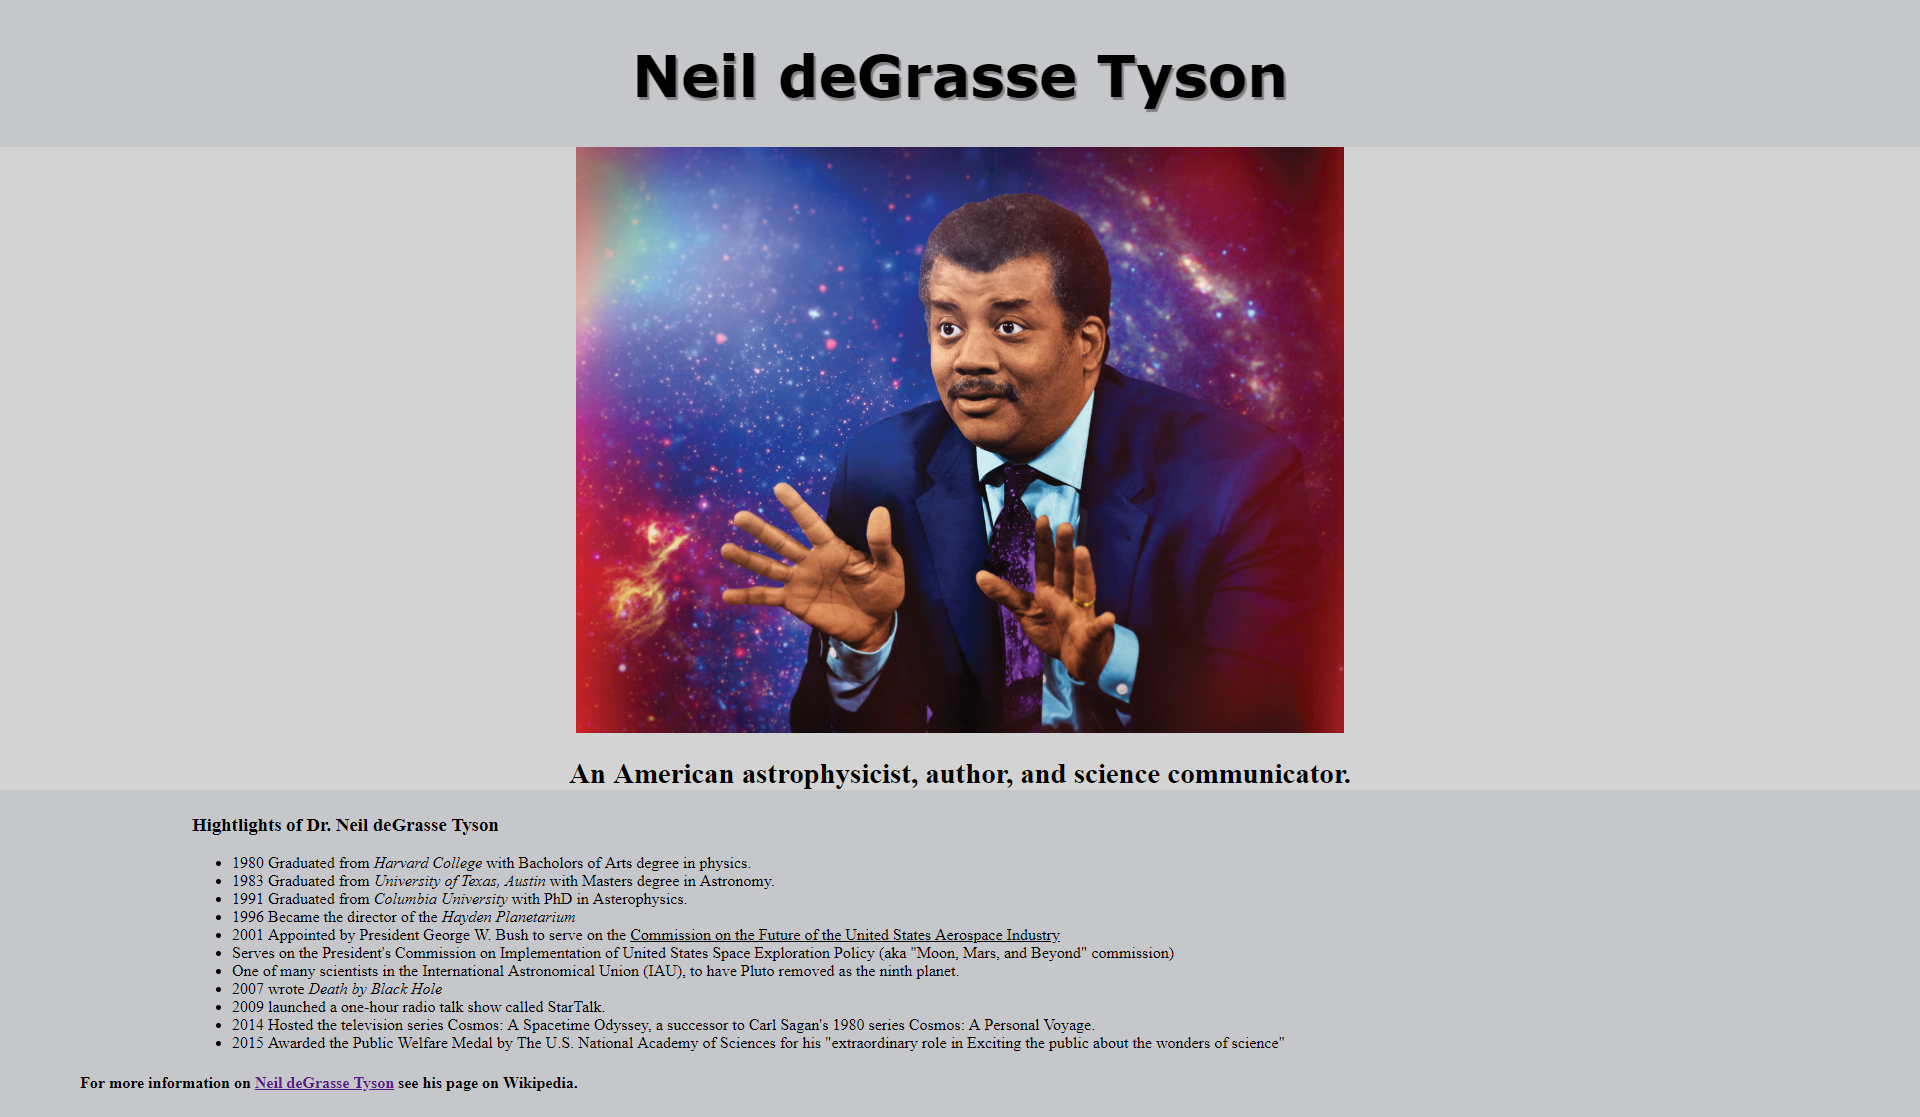 Neil deGrasse Tyson
An American astrophysicist, author, and science communicator.
Hightlights of Dr. Neil deGrasse Tyson
1980 Graduated from Harvard College with Bacholors of Arts degree in physics.
1983 Graduated from University of Texas, Austin with Masters degree in Astronomy.
1991 Graduated from Columbia University with PhD in Asterophysics.
1996 Became the director of the Hayden Planetarium
2001 Appointed by President George W. Bush to serve on the Commission on the Future of the United States Aerospace Industry
Serves on the President's Commission on Implementation of United States Space Exploration Policy (aka "Moon, Mars, and Beyond" commission)
One of many scientists in the International Astronomical Union (IAU), to have Pluto removed as the ninth planet.
2007 wrote Death by Black Hole
2009 launched a one-hour radio talk show called StarTalk.
2014 Hosted the television series Cosmos: A Spacetime Odyssey, a successor to Carl Sagan's 1980 series Cosmos: A Personal Voyage.
2015 Awarded the Public Welfare Medal by The U.S. National Academy of Sciences for his "extraordinary role in Exciting the public about the wonders of science"
For more information on Neil deGrasse Tyson see his page on Wikipedia.